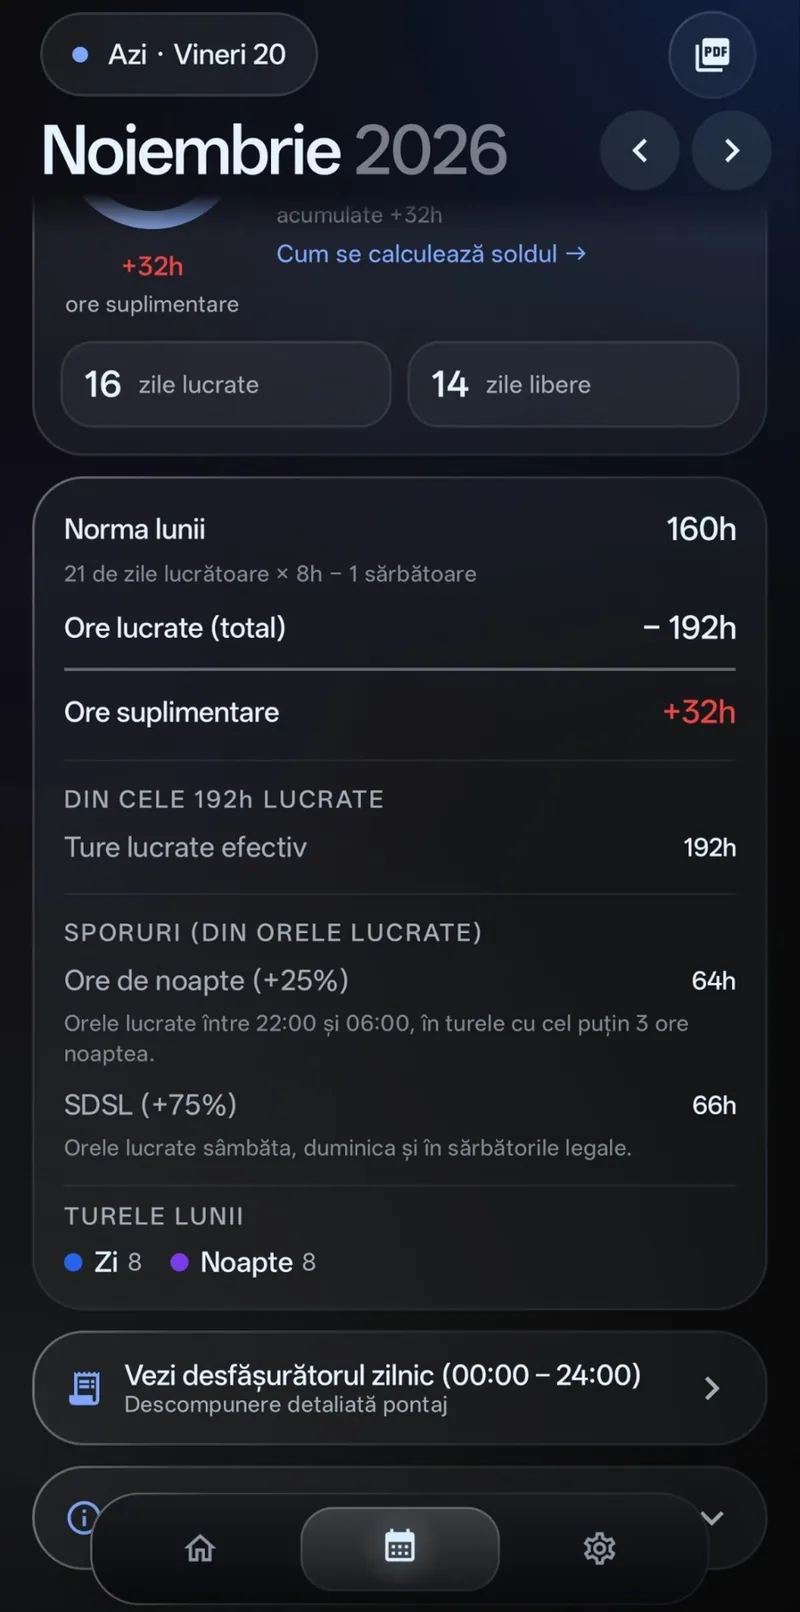 Azi · Vineri 20
PDF
Noiembrie 2026
acumulate +32h
Cum se calculează soldul →
+32h
ore suplimentare
16 zile lucrate
14 zile libere
Norma lunii 160h
21 de zile lucrătoare × 8h – 1 sărbătoare
Ore lucrate (total) – 192h
Ore suplimentare +32h
DIN CELE 192h LUCRATE
Ture lucrate efectiv 192h
SPORURI (DIN ORELE LUCRATE)
Ore de noapte (+25%) 64h
Orele lucrate între 22:00 și 06:00, în turele cu cel puțin 3 ore
noaptea.
SDSL (+75%) 66h
Orele lucrate sâmbăta, duminica și în sărbătorile legale.
TURELE LUNII
Zi 8 Noapte 8
Vezi desfășurătorul zilnic (00:00 – 24:00)
Descompunere detaliată pontaj